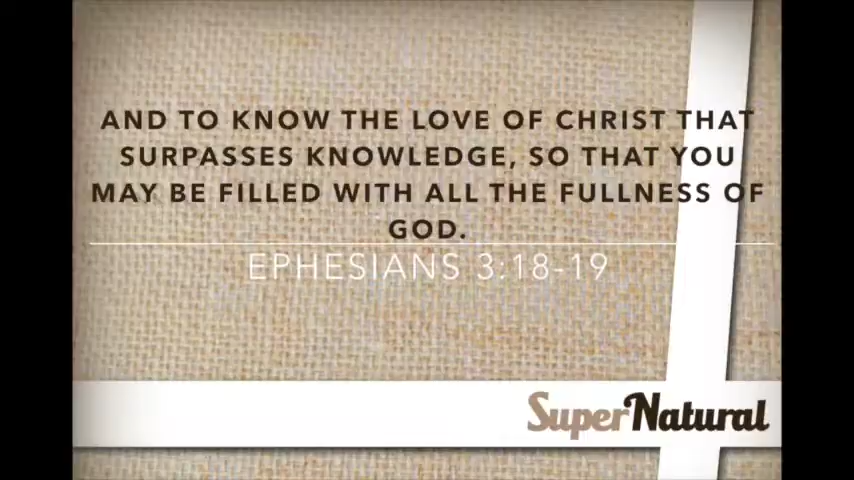 AND TO KNOW THE LOVE OF CHRIST THAT
SURPASSES KNOWLEDGE, SO THAT YOU
MAY BE FILLED WITH ALL THE FULLNESS OF
GOD.
EPHESIANS 3:18-19
SuperNatural